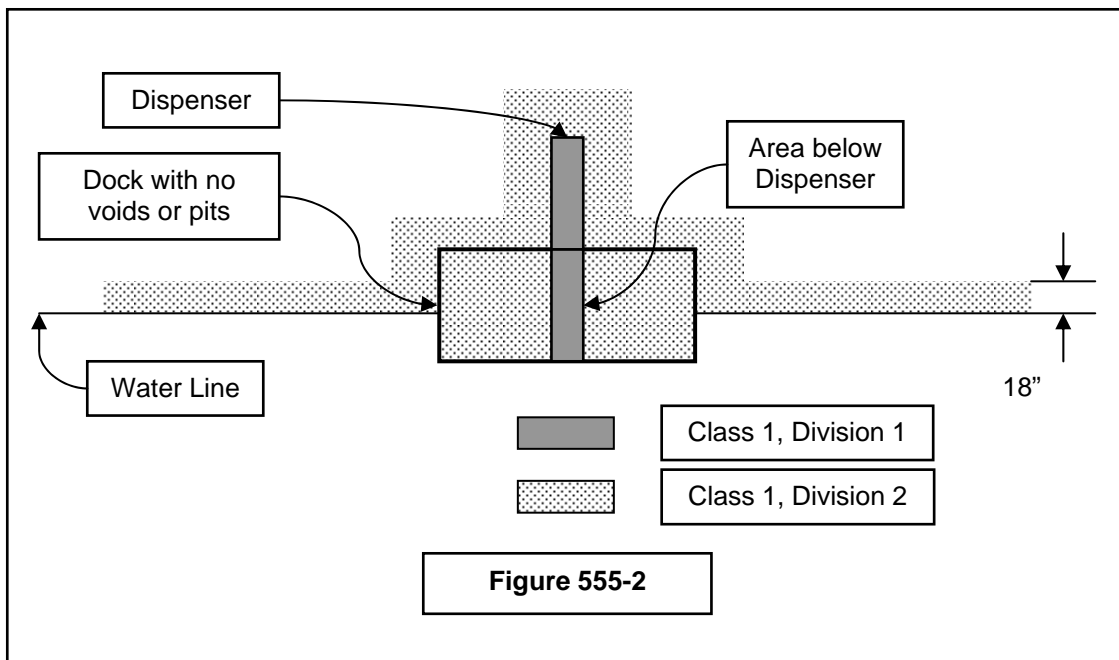 Dispenser
Dock with no
voids or pits
Area below
Dispenser
Water Line
18”
Class 1, Division 1
Class 1, Division 2
Figure 555-2